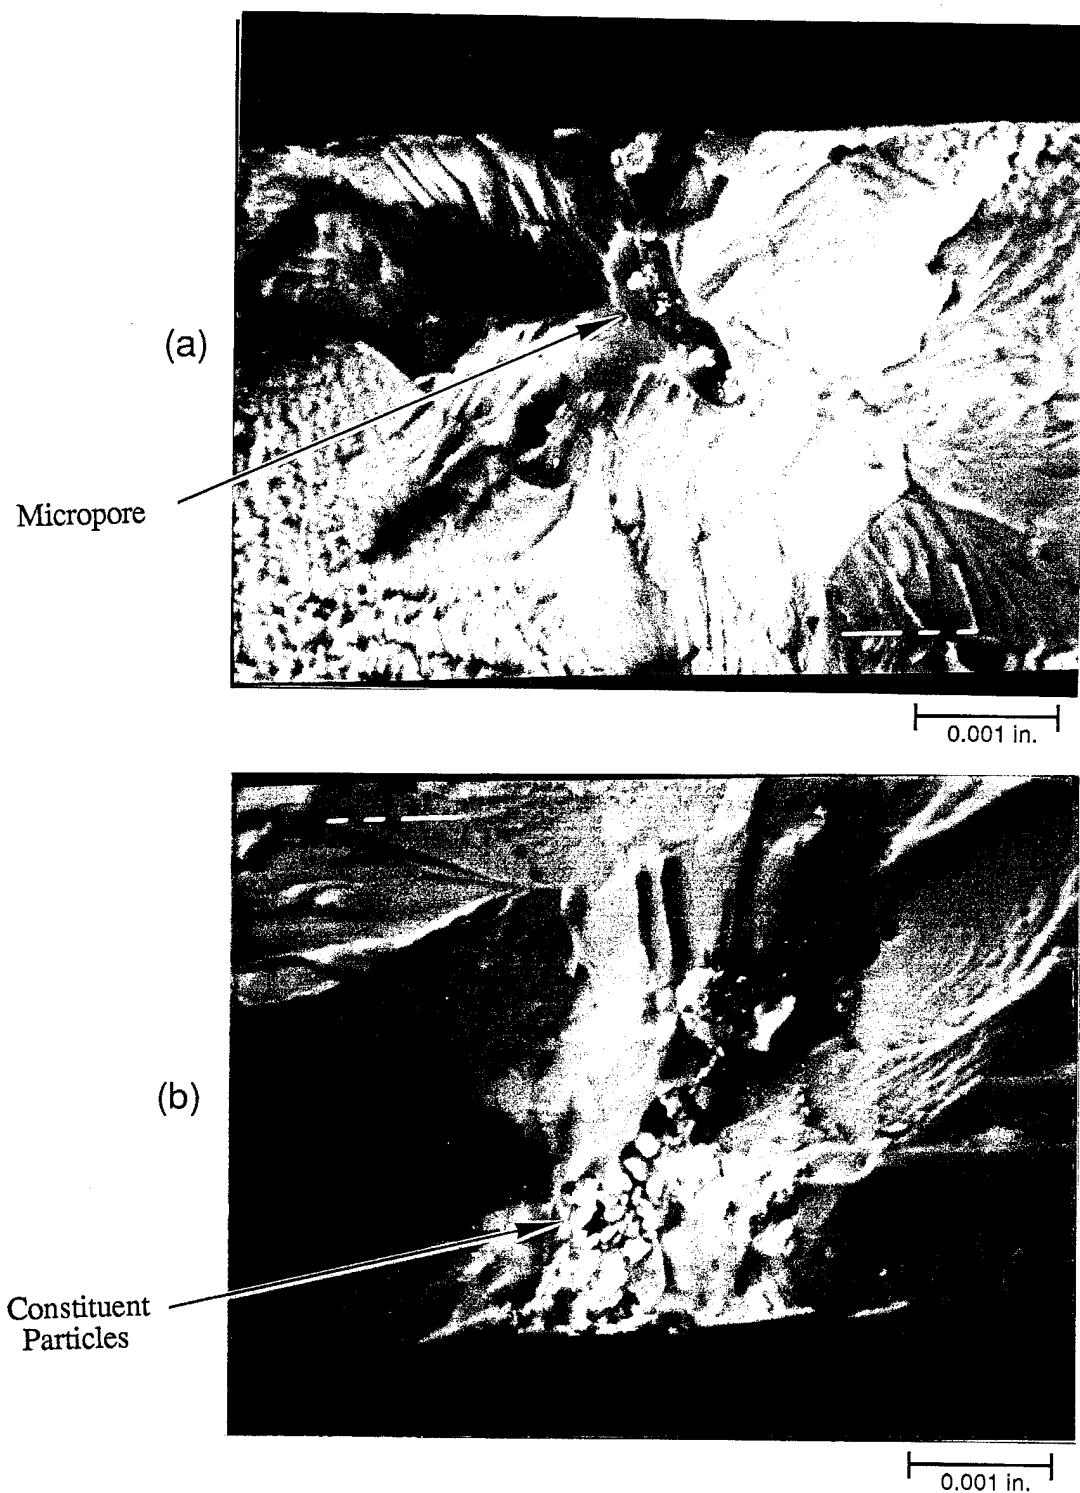 (a)
Micropore
0.001 in.
(b)
Constituent
Particles
0.001 in.